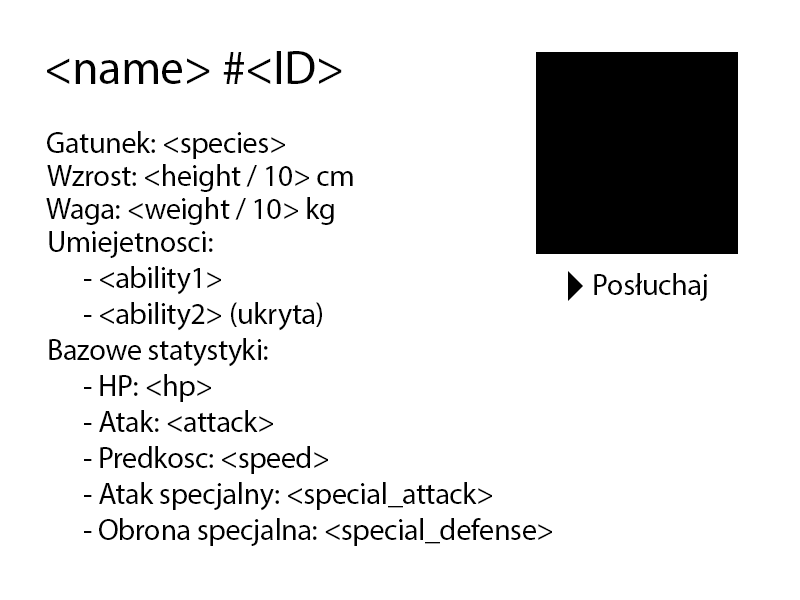 <name> #<ID>
Gatunek: <species>
Wzrost: <height / 10> cm
Waga: <weight / 10> kg
Umiejetnosci:
- <ability1>
- <ability2> (ukryta)
Bazowe statystyki:
- HP: <hp>
- Atak: <attack>
- Predkosc: <speed>
- Atak specjalny: <special_attack>
- Obrona specjalna: <special_defense>
Posłuchaj